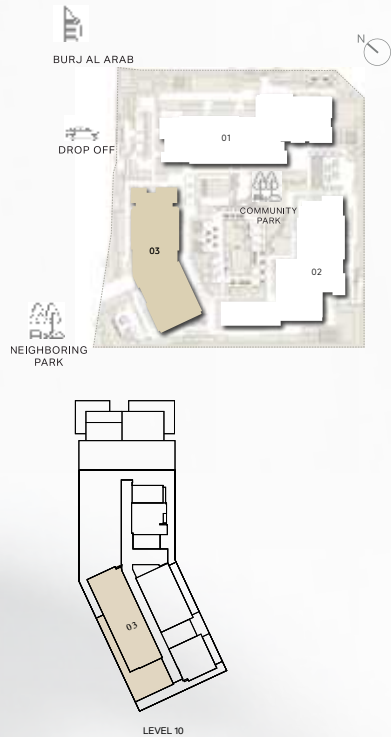 N
BURJ AL ARAB
DROP OFF
01
COMMUNITY
PARK
03
02
NEIGHBORING
PARK
03
LEVEL 10